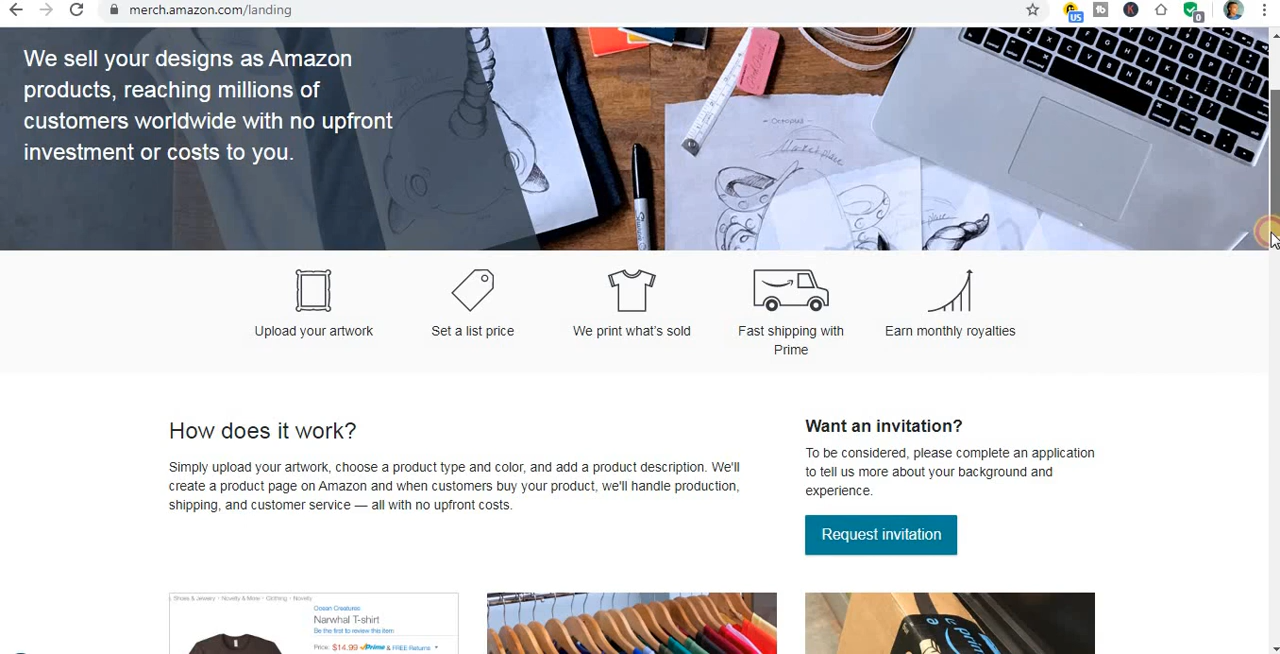 merch.amazon.com/landing
US
0
We sell your designs as Amazon
products, reaching millions of
customers worldwide with no upfront
investment or costs to you.
Octopus
Upload your artwork
Set a list price
We print what's sold
Fast shipping with
Prime
Earn monthly royalties
How does it work?
Simply upload your artwork, choose a product type and color, and add a product description. We'll
create a product page on Amazon and when customers buy your product, we'll handle production,
shipping, and customer service — all with no upfront costs.
Want an invitation?
To be considered, please complete an application
to tell us more about your background and
experience.
Request invitation
Shoes & Jewelry › Novelty & More › Clothing › Novelty
Ocean Creatures
Narwhal T-shirt
Be the first to review this item
Price: $14.99 Prime & FREE Returns
prime